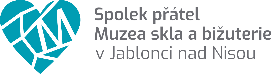 Spolek přátel
Muzea skla a bižuterie
v Jablonci nad Nisou